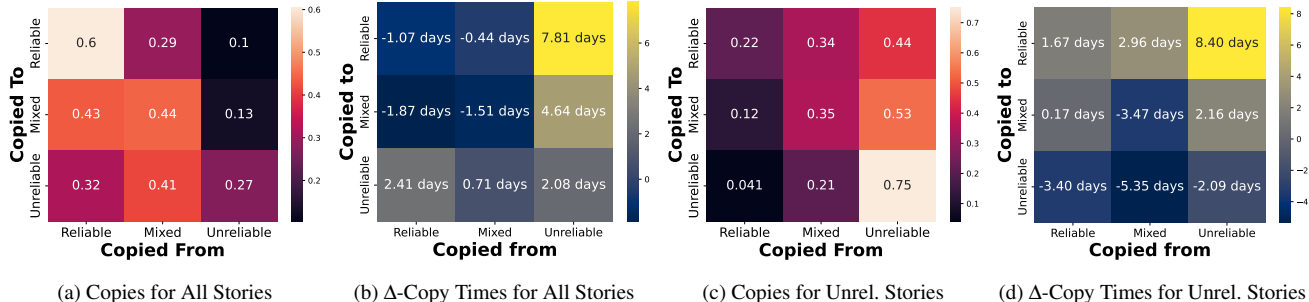 Copied To
Reliable
Mixed
Unreliable
0.6 0.29 0.1
0.43 0.44 0.13
0.32 0.41 0.27
Reliable Mixed Unreliable
Copied From
0.6
0.5
0.4
0.3
0.2
(a) Copies for All Stories
Copied to
Reliable
Mixed
Unreliable
-1.07 days -0.44 days 7.81 days
-1.87 days -1.51 days 4.64 days
2.41 days 0.71 days 2.08 days
Reliable Mixed Unreliable
Copied from
6
4
2
0
(b) Δ-Copy Times for All Stories
Copied To
Reliable
Mixed
Unreliable
0.22 0.34 0.44
0.12 0.35 0.53
0.041 0.21 0.75
Reliable Mixed Unreliable
Copied From
0.7
0.6
0.5
0.4
0.3
0.2
0.1
(c) Copies for Unrel. Stories
Copied to
Reliable
Mixed
Unreliable
1.67 days 2.96 days 8.40 days
0.17 days -3.47 days 2.16 days
-3.40 days -5.35 days -2.09 days
Reliable Mixed Unreliable
Copied from
8
6
4
2
0
−2
−4
(d) Δ-Copy Times for Unrel. Stories